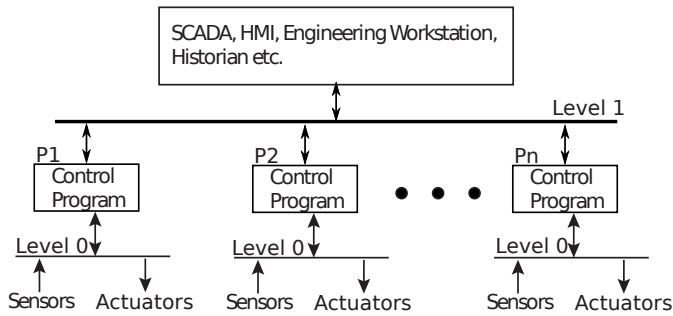 SCADA, HMI, Engineering Workstation,
Historian etc.
Level 1
P1
Control
Program
P2
Control
Program
Pn
Control
Program
Level 0
Level 0
Level 0
Sensors
Actuators
Sensors
Actuators
Sensors
Actuators